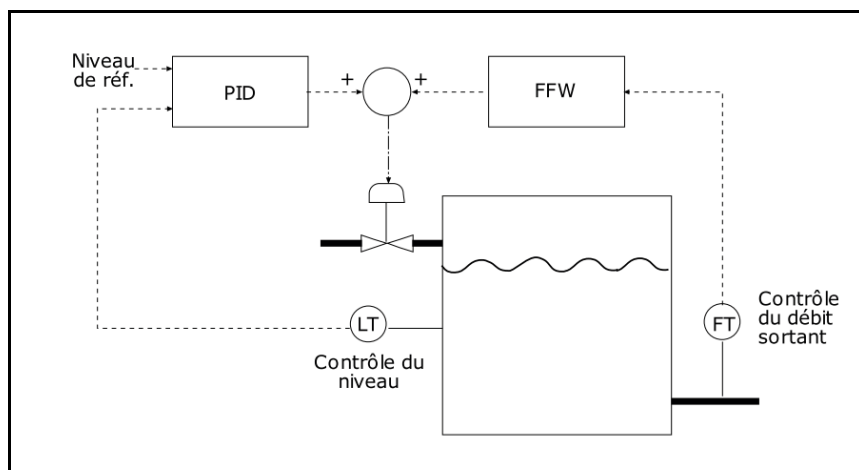 Niveau
de réf.
PID
+
+
FFW
LT
Contrôle du
niveau
FT
Contrôle
du débit
sortant